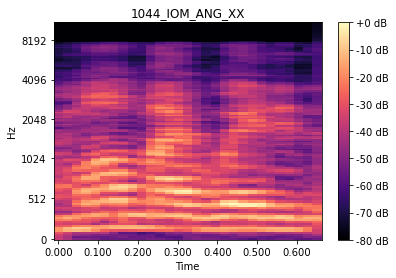 1044_IOM_ANG_XX
+0 dB
8192
-10 dB
4096
-20 dB
-30 dB
2048
Hz
-40 dB
1024
-50 dB
512
-60 dB
-70 dB
0
-80 dB
0.000 0.100 0.200 0.300 0.400 0.500 0.600
Time